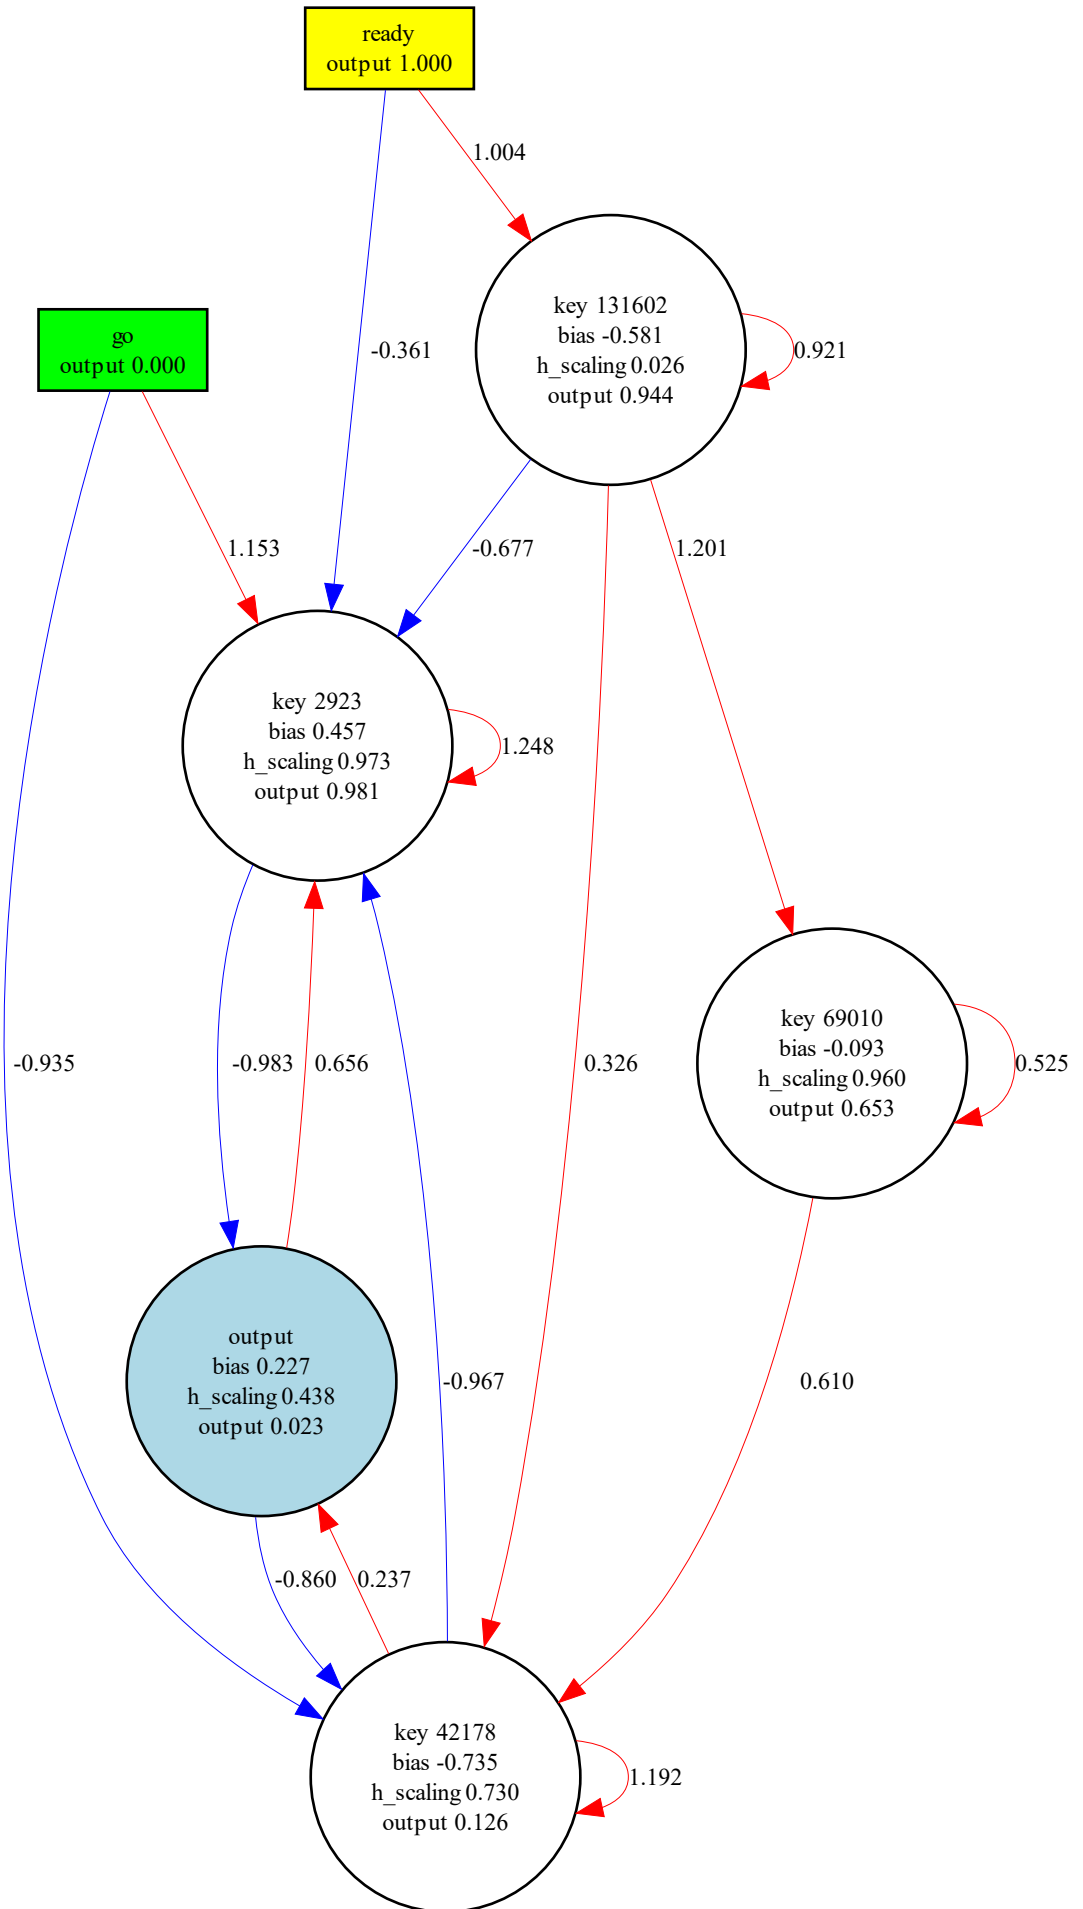 ready
output 1.000
1.004
key 131602
bias -0.581
h_scaling 0.026
output 0.944
0.921
go
output 0.000
-0.361
1.153
-0.677
1.201
key 2923
bias 0.457
h_scaling 0.973
output 0.981
1.248
key 69010
bias -0.093
h_scaling 0.960
output 0.653
0.525
-0.935
-0.983
0.656
0.326
output
bias 0.227
h_scaling 0.438
output 0.023
-0.967
0.610
-0.860
0.237
key 42178
bias -0.735
h_scaling 0.730
output 0.126
1.192